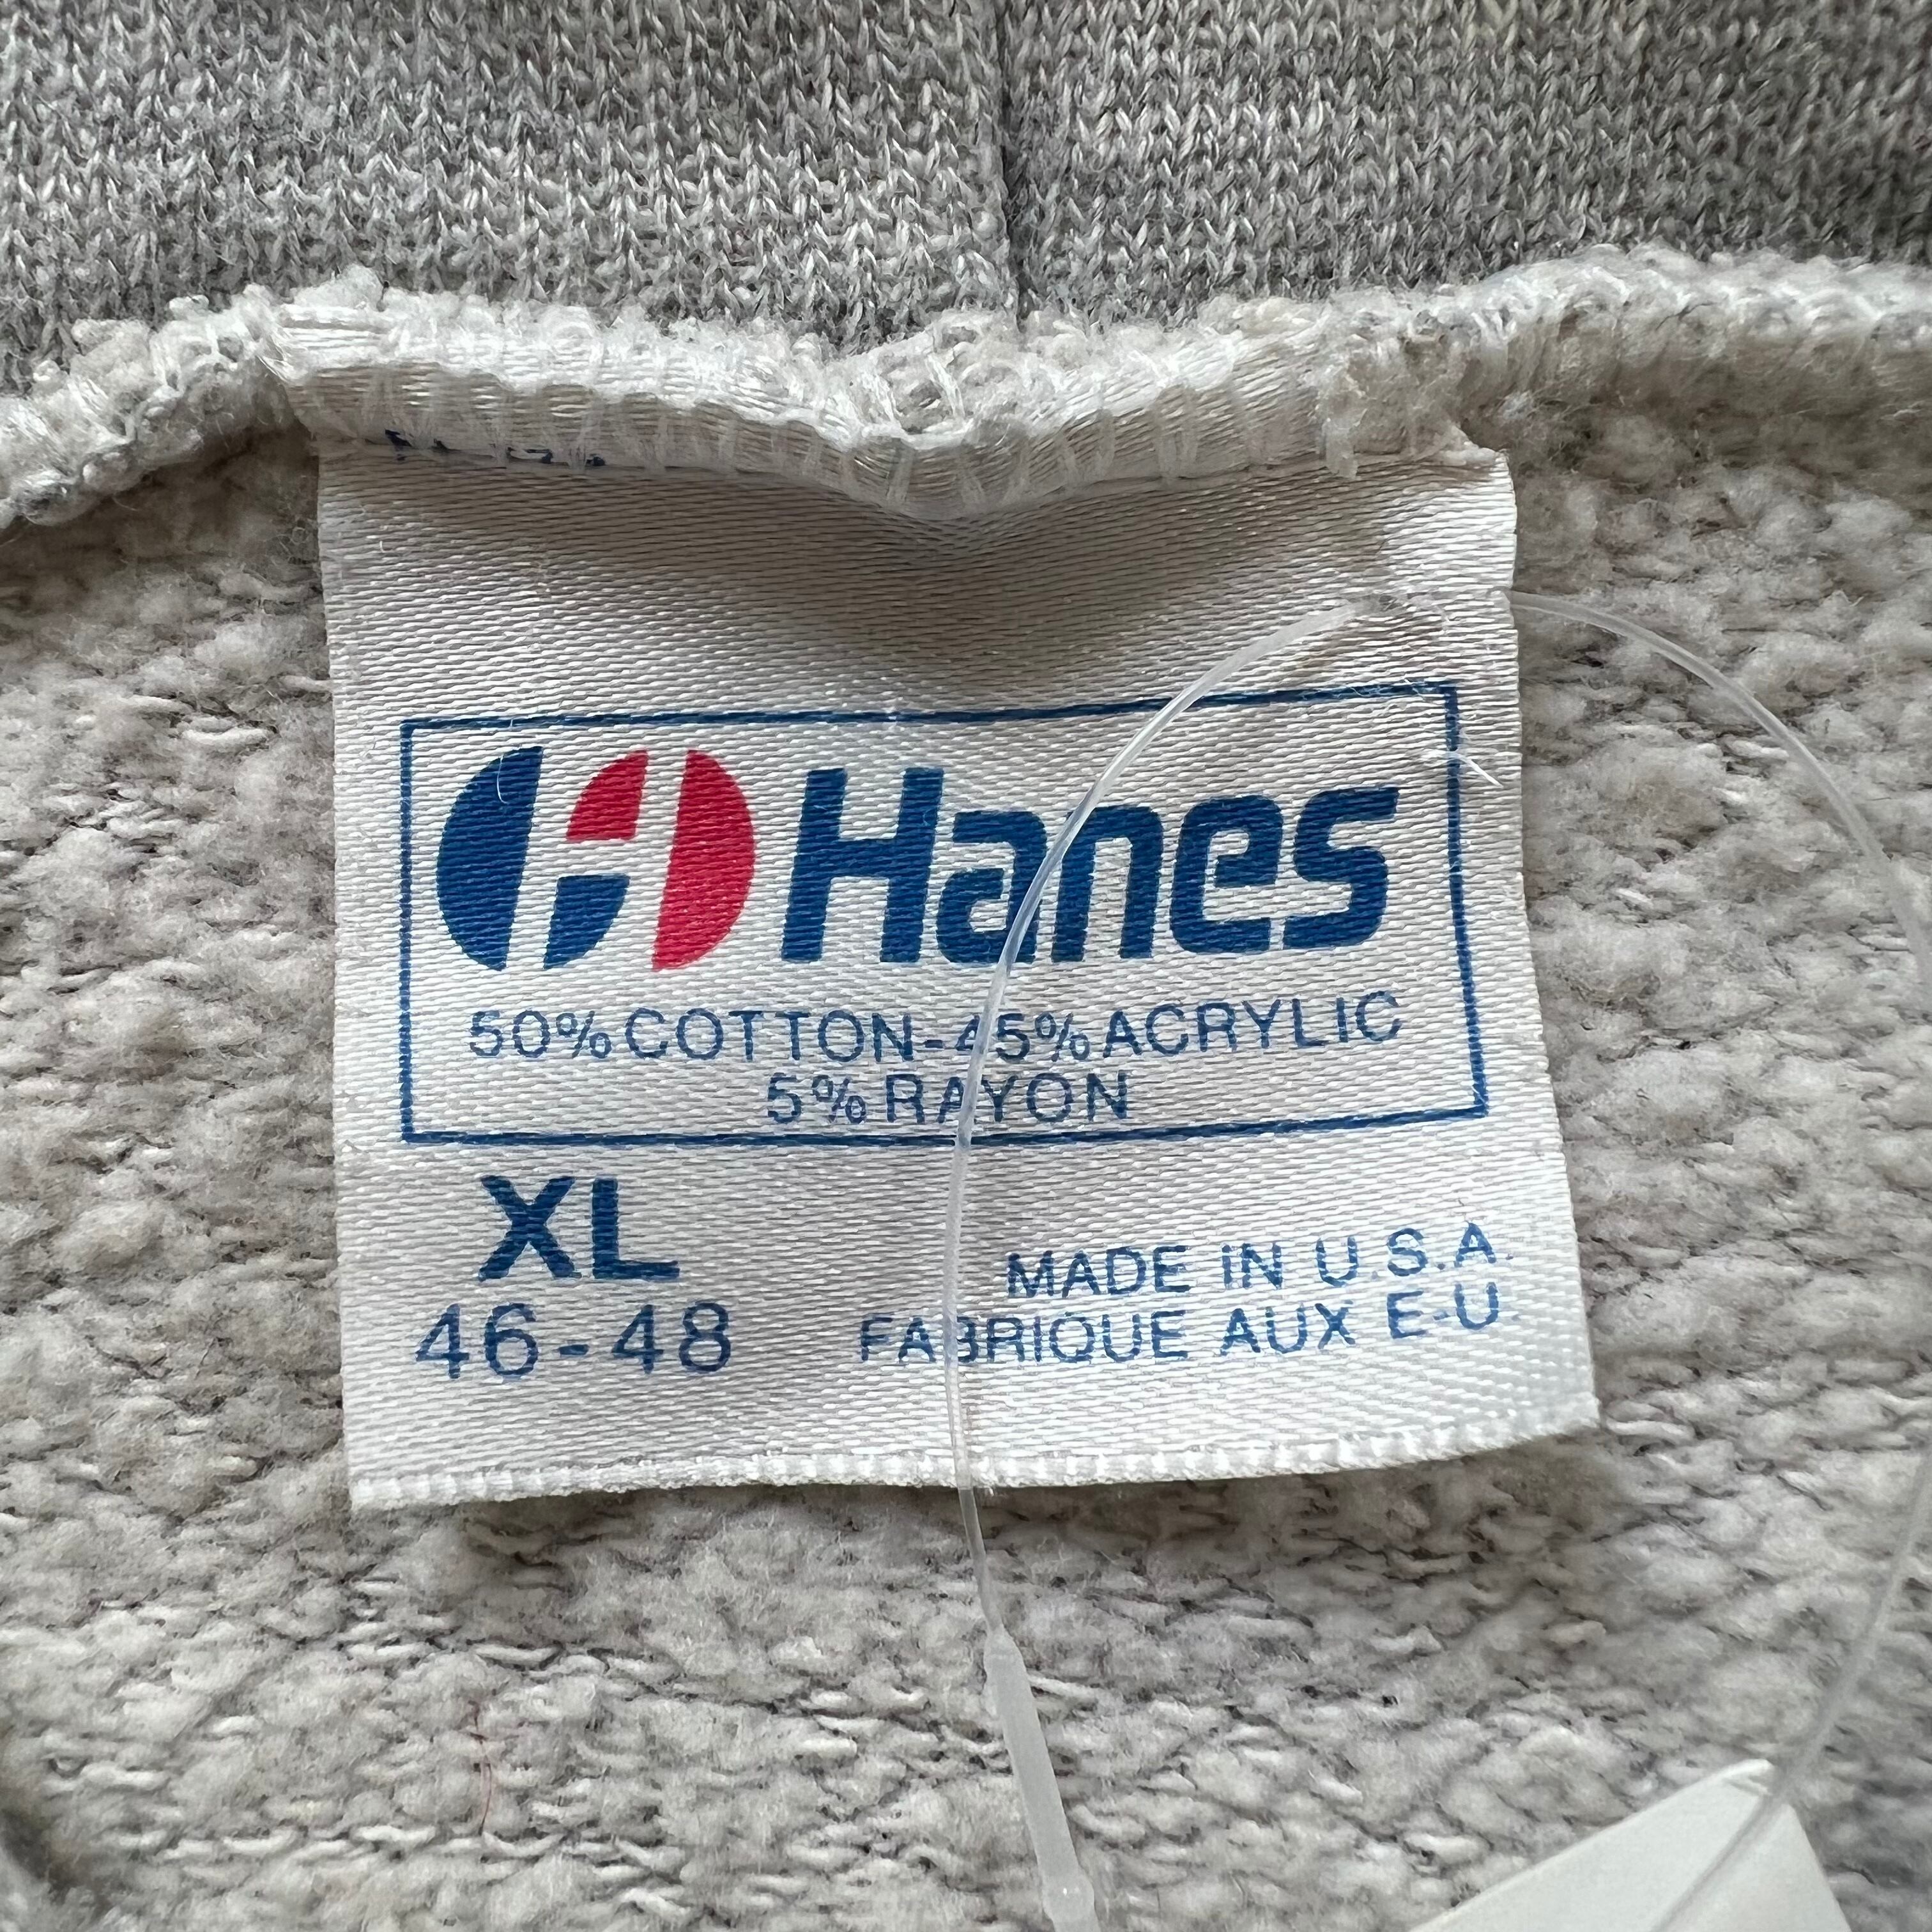 Hanes
50% COTTON-45% ACRYLIC
5% RAYON
XL
46-48
MADE IN U.S.A.
FABRIQUE AUX E-U.